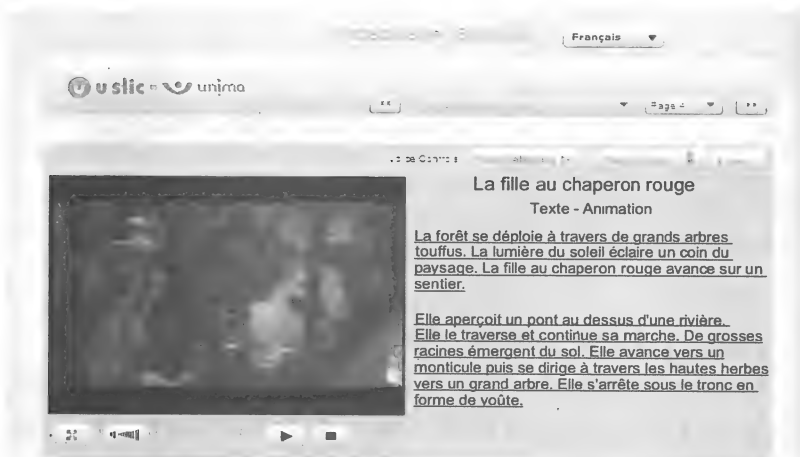 Français
u slic unima
<<
>>
La fille au chaperon rouge
Texte - Animation
La forêt se déploie à travers de grands arbres
touffus. La lumière du soleil éclaire un coin du
paysage. La fille au chaperon rouge avance sur un
sentier.
Elle aperçoit un pont au dessus d'une rivière.
Elle le traverse et continue sa marche. De grosses
racines émergent du sol. Elle avance vers un
monticule puis se dirige à travers les hautes herbes
vers un grand arbre. Elle s'arrête sous le tronc en
forme de voûte.